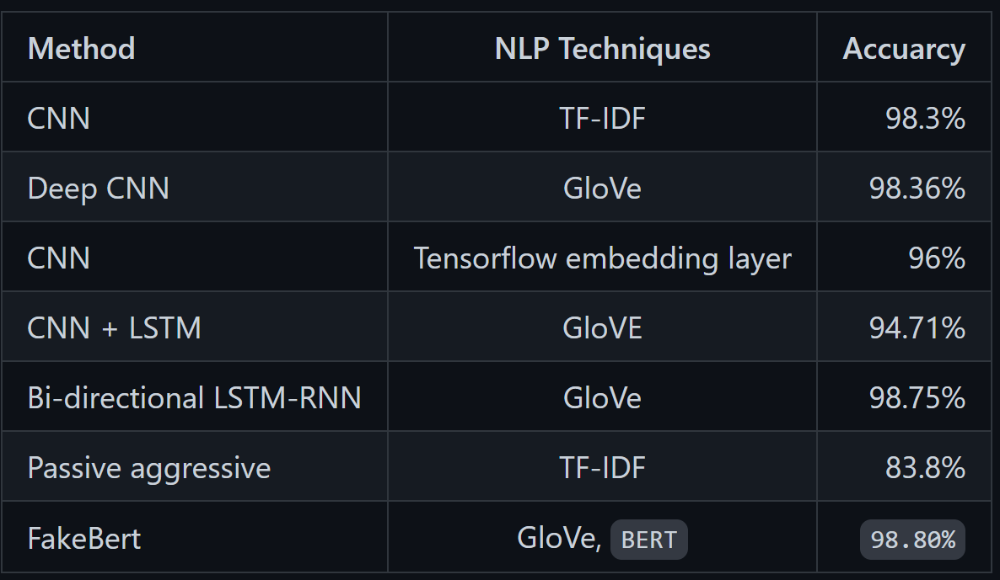 Method NLP Techniques Accuarcy
CNN TF-IDF 98.3%
Deep CNN GloVe 98.36%
CNN Tensorflow embedding layer 96%
CNN + LSTM GloVE 94.71%
Bi-directional LSTM-RNN GloVe 98.75%
Passive aggressive TF-IDF 83.8%
FakeBert GloVe, BERT 98.80%